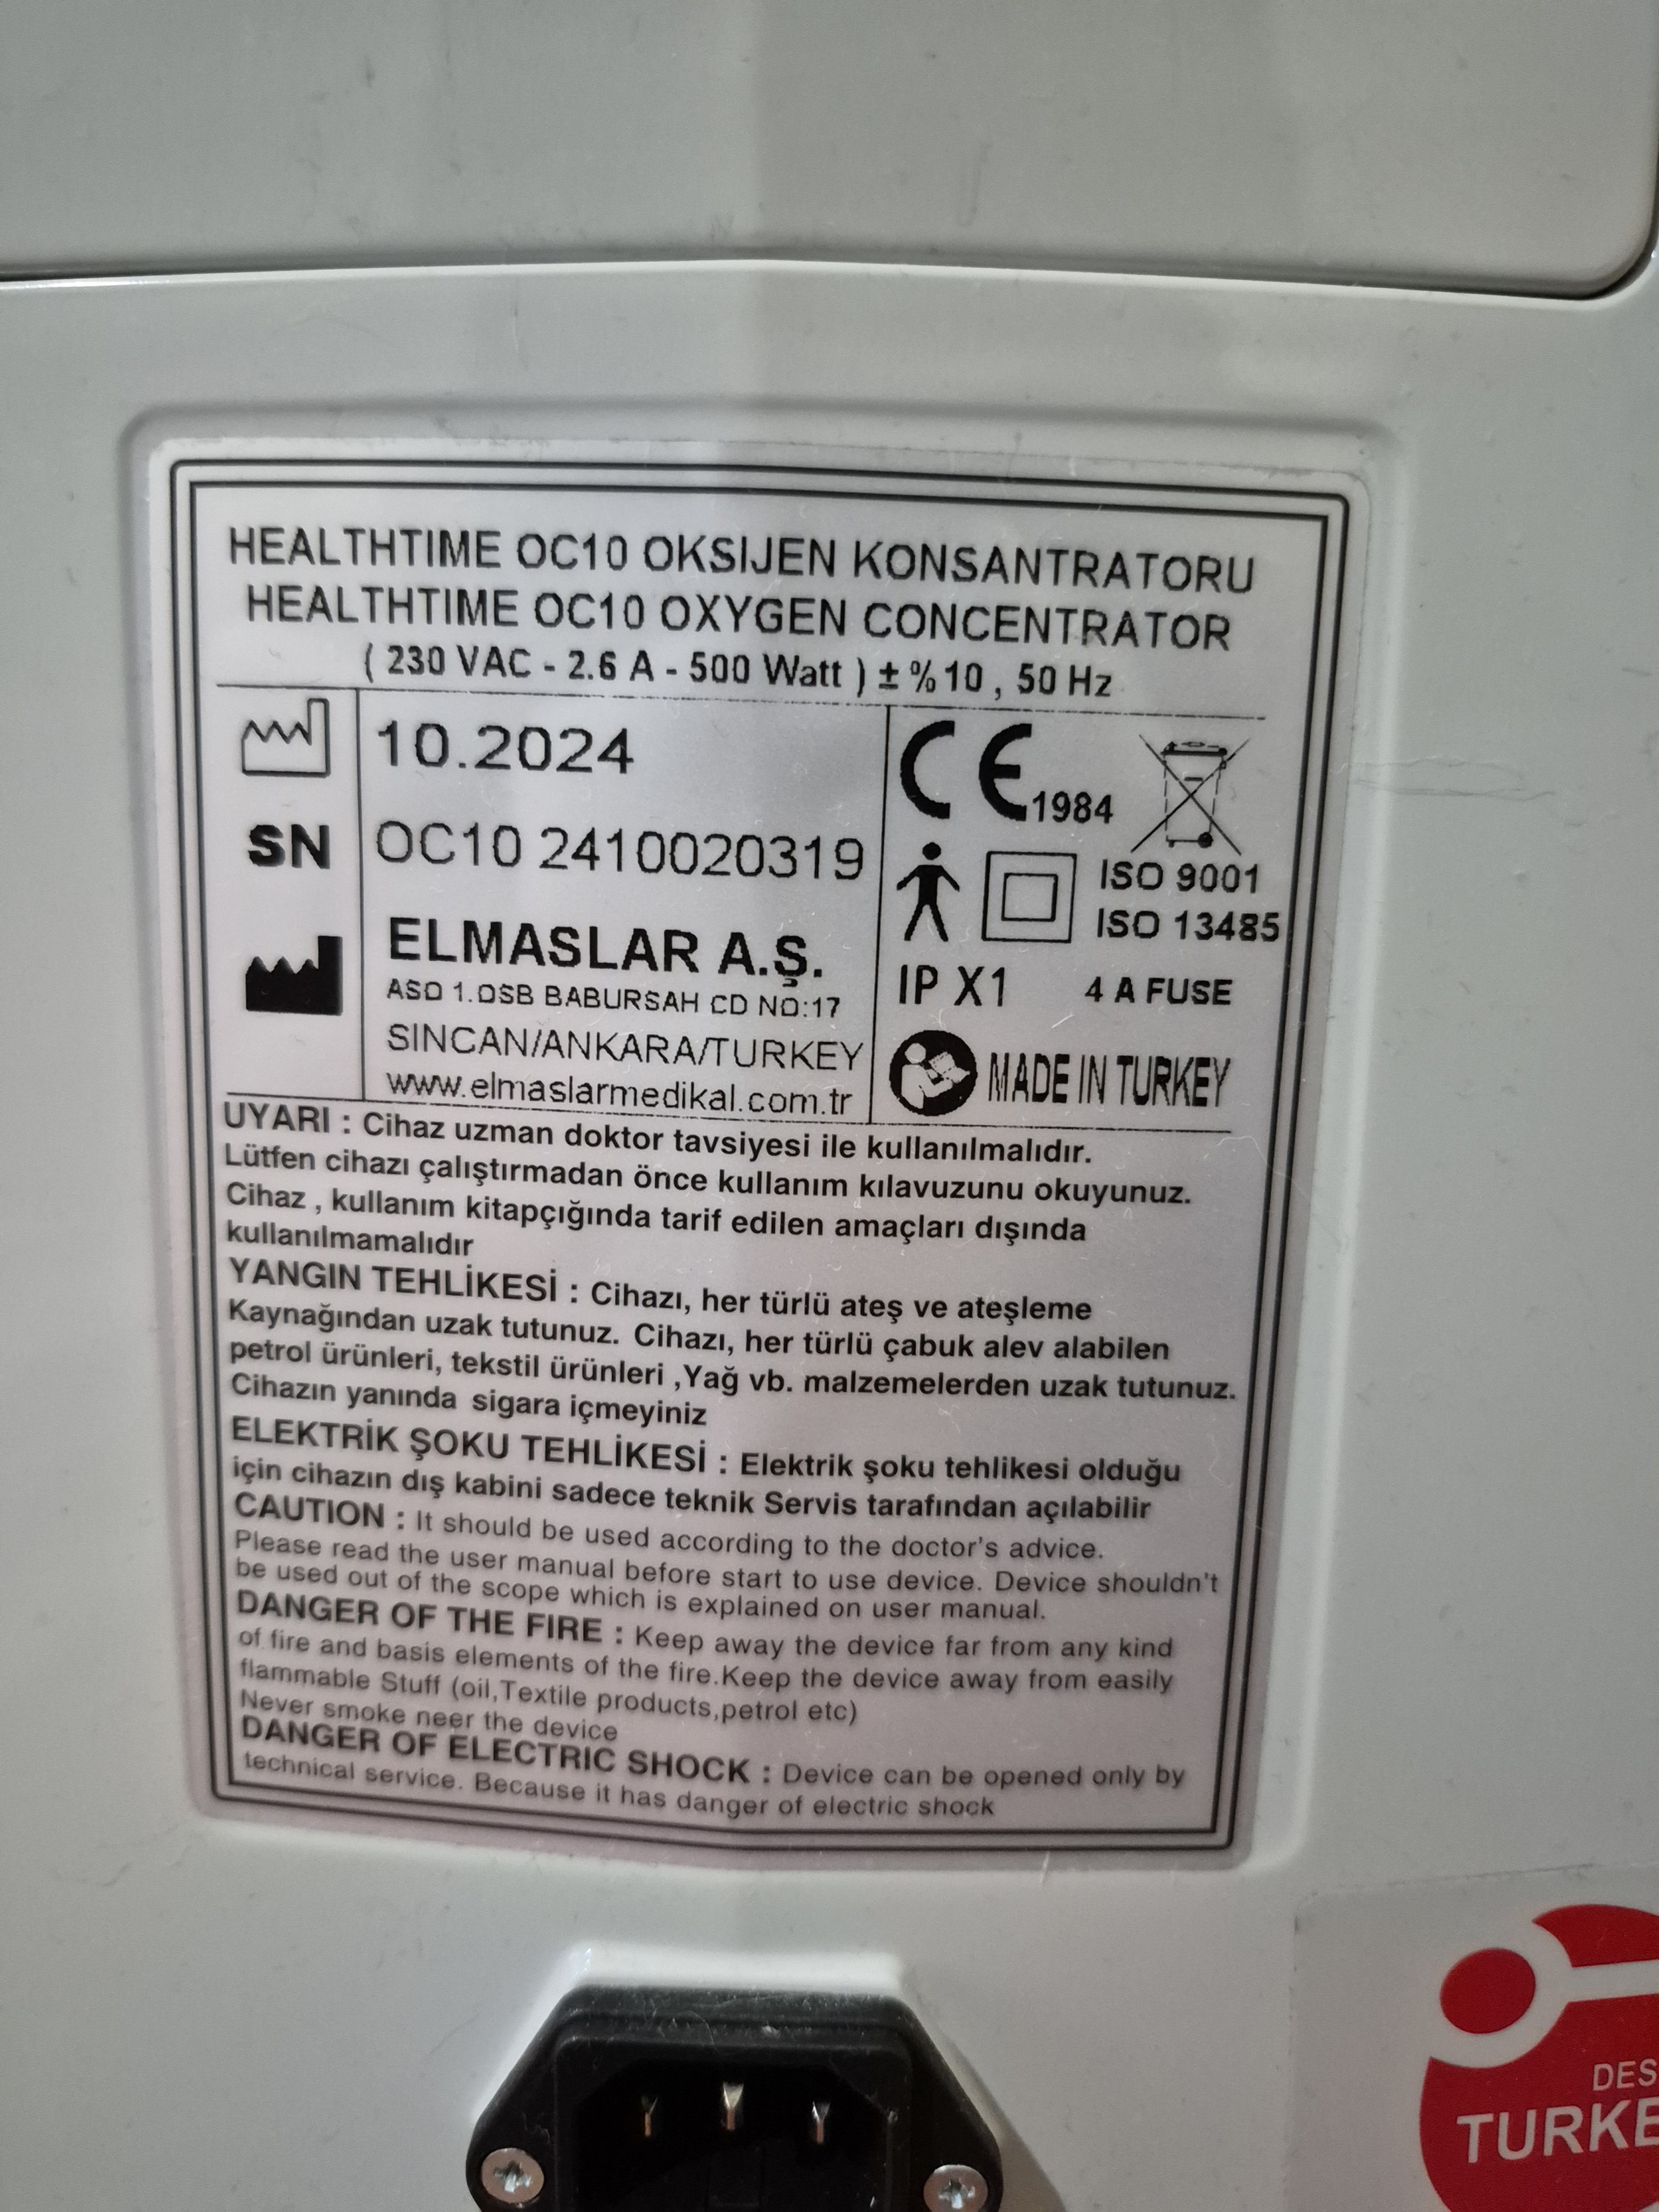 HEALTHTIME OC10 OKSIJEN KONSANTRATORU
HEALTHTIME OC10 OXYGEN CONCENTRATOR
( 230 VAC - 2.6 A - 500 Watt ) ± %10 , 50 Hz
10.2024
SN OC10 2410020319
ELMASLAR A.Ş.
ASO 1.OSB BABURSAH CD NO:17
SINCAN/ANKARA/TURKEY
www.elmaslarmedikal.com.tr
CE 1984
ISO 9001
ISO 13485
IP X1 4 A FUSE
MADE IN TURKEY
UYARI : Cihaz uzman doktor tavsiyesi ile kullanılmalıdır.
Lütfen cihazı çalıştırmadan önce kullanım kılavuzunu okuyunuz.
Cihaz , kullanım kitapçığında tarif edilen amaçları dışında
kullanılmamalıdır
YANGIN TEHLİKESİ : Cihazı, her türlü ateş ve ateşleme
Kaynağından uzak tutunuz. Cihazı, her türlü çabuk alev alabilen
petrol ürünleri, tekstil ürünleri ,Yağ vb. malzemelerden uzak tutunuz.
Cihazın yanında sigara içmeyiniz
ELEKTRİK ŞOKU TEHLİKESİ : Elektrik şoku tehlikesi olduğu
için cihazın dış kabini sadece teknik Servis tarafından açılabilir
CAUTION : It should be used according to the doctor's advice.
Please read the user manual before start to use device. Device shouldn't
be used out of the scope which is explained on user manual.
DANGER OF THE FIRE : Keep away the device far from any kind
of fire and basis elements of the fire.Keep the device away from easily
flammable Stuff (oil,Textile products,petrol etc)
Never smoke neer the device
DANGER OF ELECTRIC SHOCK : Device can be opened only by
technical service. Because it has danger of electric shock
DES
TURKE